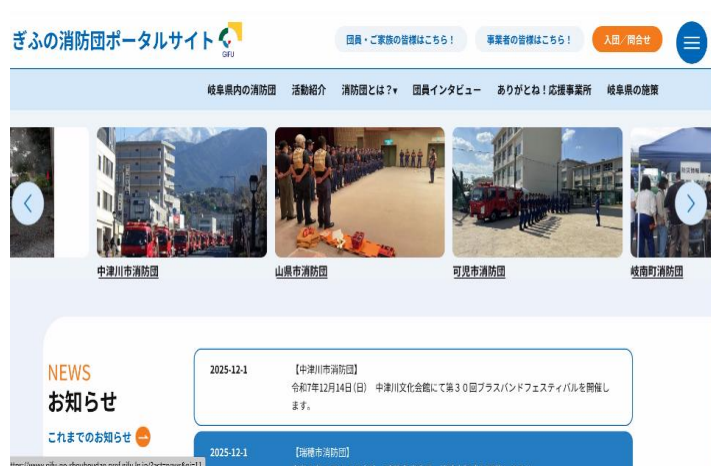 ぎふの消防団ポータルサイト
GIFU
団員・ご家族の皆様はこちら！
事業者の皆様はこちら！
入団／問合せ
岐阜県内の消防団
活動紹介
消防団とは？▾
団員インタビュー
ありがとね！応援事業所
岐阜県の施策
中津川市消防団
山県市消防団
可児市消防団
岐南町消防団
NEWS
お知らせ
これまでのお知らせ
2025-12-1
【中津川市消防団】
令和7年12月14日（日）　中津川文化会館にて第３０回ブラスバンドフェスティバルを開催し
ます。
2025-12-1
【瑞穂市消防団】